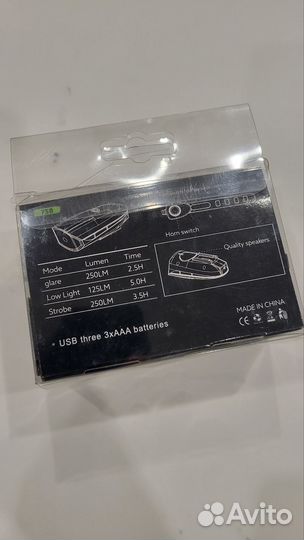 Horn switch
Mode Lumen Time
glare 250LM 2.5H
Low Light 125LM 5.0H
Strobe 250LM 3.5H
Quality speakers
• USB three 3xAAA batteries
MADE IN CHINA
Avito